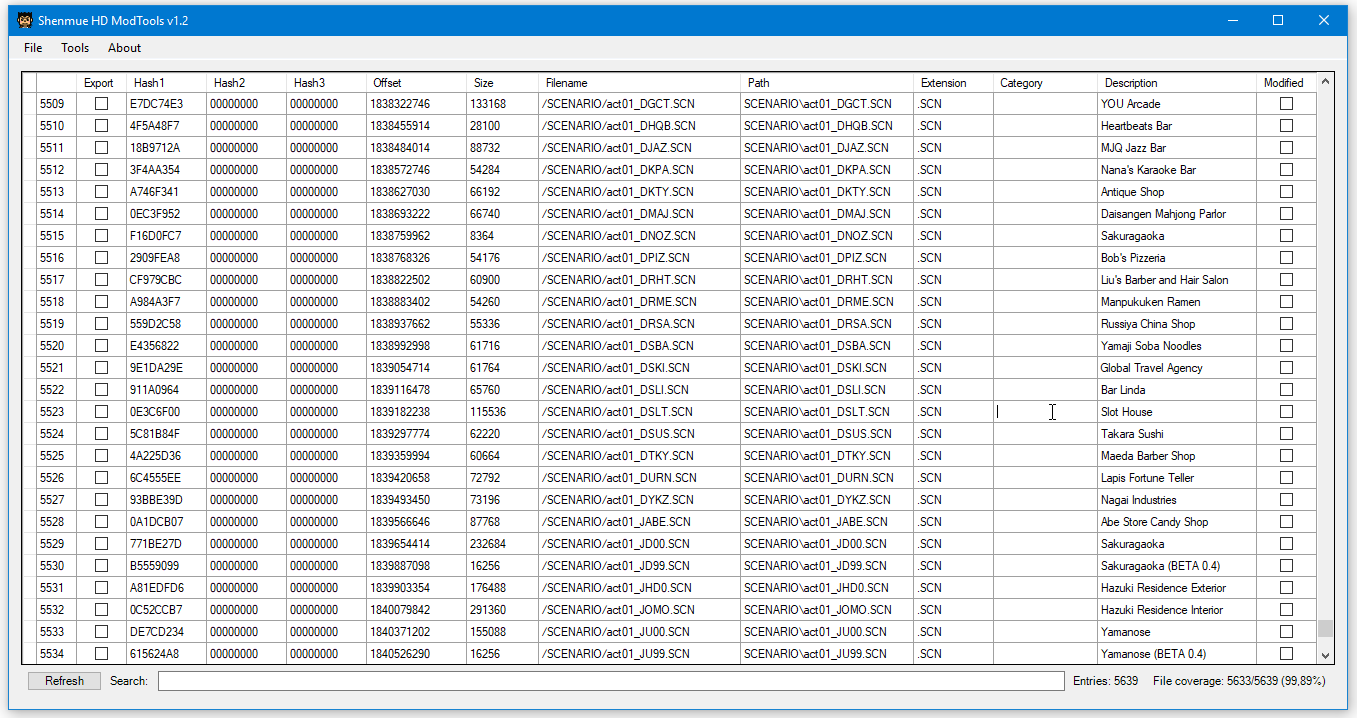 Shenmue HD ModTools v1.2
File Tools About
Export Hash1 Hash2 Hash3 Offset Size Filename Path Extension Category Description Modified
5509 E7DC74E3 00000000 00000000 1838322746 133168 /SCENARIO/act01_DGCT.SCN SCENARIO\act01_DGCT.SCN .SCN YOU Arcade
5510 4F5A48F7 00000000 00000000 1838455914 28100 /SCENARIO/act01_DHQB.SCN SCENARIO\act01_DHQB.SCN .SCN Heartbeats Bar
5511 18B9712A 00000000 00000000 1838484014 88732 /SCENARIO/act01_DJAZ.SCN SCENARIO\act01_DJAZ.SCN .SCN MJQ Jazz Bar
5512 3F4AA354 00000000 00000000 1838572746 54284 /SCENARIO/act01_DKPA.SCN SCENARIO\act01_DKPA.SCN .SCN Nana's Karaoke Bar
5513 A746F341 00000000 00000000 1838627030 66192 /SCENARIO/act01_DKTY.SCN SCENARIO\act01_DKTY.SCN .SCN Antique Shop
5514 0EC3F952 00000000 00000000 1838693222 66740 /SCENARIO/act01_DMAJ.SCN SCENARIO\act01_DMAJ.SCN .SCN Daisangen Mahjong Parlor
5515 F16D0FC7 00000000 00000000 1838759962 8364 /SCENARIO/act01_DNOZ.SCN SCENARIO\act01_DNOZ.SCN .SCN Sakuragaoka
5516 2909FEA8 00000000 00000000 1838768326 54176 /SCENARIO/act01_DPIZ.SCN SCENARIO\act01_DPIZ.SCN .SCN Bob's Pizzeria
5517 CF979CBC 00000000 00000000 1838822502 60900 /SCENARIO/act01_DRHT.SCN SCENARIO\act01_DRHT.SCN .SCN Liu's Barber and Hair Salon
5518 A984A3F7 00000000 00000000 1838883402 54260 /SCENARIO/act01_DRME.SCN SCENARIO\act01_DRME.SCN .SCN Manpukuken Ramen
5519 559D2C58 00000000 00000000 1838937662 55336 /SCENARIO/act01_DRSA.SCN SCENARIO\act01_DRSA.SCN .SCN Russiya China Shop
5520 E4356822 00000000 00000000 1838992998 61716 /SCENARIO/act01_DSBA.SCN SCENARIO\act01_DSBA.SCN .SCN Yamaji Soba Noodles
5521 9E1DA29E 00000000 00000000 1839054714 61764 /SCENARIO/act01_DSKI.SCN SCENARIO\act01_DSKI.SCN .SCN Global Travel Agency
5522 911A0964 00000000 00000000 1839116478 65760 /SCENARIO/act01_DSLI.SCN SCENARIO\act01_DSLI.SCN .SCN Bar Linda
5523 0E3C6F00 00000000 00000000 1839182238 115536 /SCENARIO/act01_DSLT.SCN SCENARIO\act01_DSLT.SCN .SCN Slot House
5524 5C81B84F 00000000 00000000 1839297774 62220 /SCENARIO/act01_DSUS.SCN SCENARIO\act01_DSUS.SCN .SCN Takara Sushi
5525 4A225D36 00000000 00000000 1839359994 60664 /SCENARIO/act01_DTKY.SCN SCENARIO\act01_DTKY.SCN .SCN Maeda Barber Shop
5526 6C4555EE 00000000 00000000 1839420658 72792 /SCENARIO/act01_DURN.SCN SCENARIO\act01_DURN.SCN .SCN Lapis Fortune Teller
5527 93BBE39D 00000000 00000000 1839493450 73196 /SCENARIO/act01_DYKZ.SCN SCENARIO\act01_DYKZ.SCN .SCN Nagai Industries
5528 0A1DCB07 00000000 00000000 1839566646 87768 /SCENARIO/act01_JABE.SCN SCENARIO\act01_JABE.SCN .SCN Abe Store Candy Shop
5529 771BE27D 00000000 00000000 1839654414 232684 /SCENARIO/act01_JD00.SCN SCENARIO\act01_JD00.SCN .SCN Sakuragaoka
5530 B5559099 00000000 00000000 1839887098 16256 /SCENARIO/act01_JD99.SCN SCENARIO\act01_JD99.SCN .SCN Sakuragaoka (BETA 0.4)
5531 A81EDFD6 00000000 00000000 1839903354 176488 /SCENARIO/act01_JHD0.SCN SCENARIO\act01_JHD0.SCN .SCN Hazuki Residence Exterior
5532 0C52CCB7 00000000 00000000 1840079842 291360 /SCENARIO/act01_JOMO.SCN SCENARIO\act01_JOMO.SCN .SCN Hazuki Residence Interior
5533 DE7CD234 00000000 00000000 1840371202 155088 /SCENARIO/act01_JU00.SCN SCENARIO\act01_JU00.SCN .SCN Yamanose
5534 615624A8 00000000 00000000 1840526290 16256 /SCENARIO/act01_JU99.SCN SCENARIO\act01_JU99.SCN .SCN Yamanose (BETA 0.4)
Refresh Search: Entries: 5639 File coverage: 5633/5639 (99,89%)